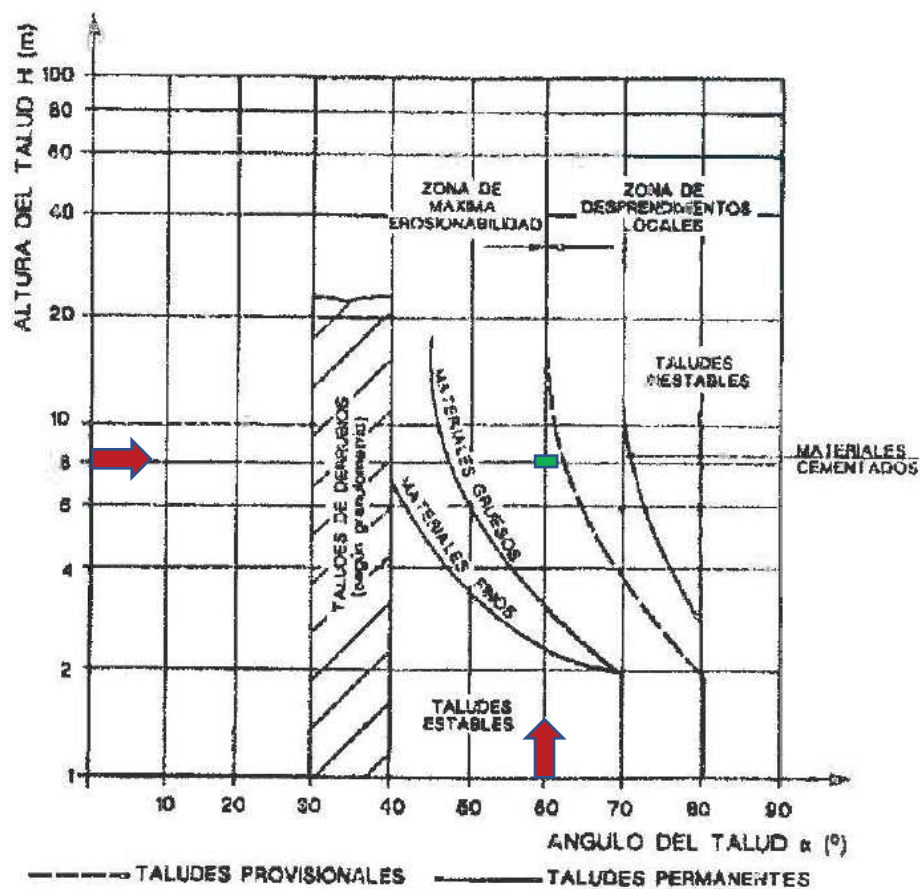 ALTURA DEL TALUD H (m)
100
80
60
40
20
10
8
6
4
2
1
ZONA DE
MAXIMA
EROSIONABILIDAD
ZONA DE
DESPRENDIMIENTOS
LOCALES
TALUDES
INESTABLES
MATERIALES
CEMENTADOS
MATERIALES GRUESOS
MATERIALES FINOS
TALUDES DE DERRUBIOS
(según granulometria)
TALUDES
ESTABLES
10 20 30 40 50 60 70 80 90
ANGULO DEL TALUD α (º)
TALUDES PROVISIONALES TALUDES PERMANENTES